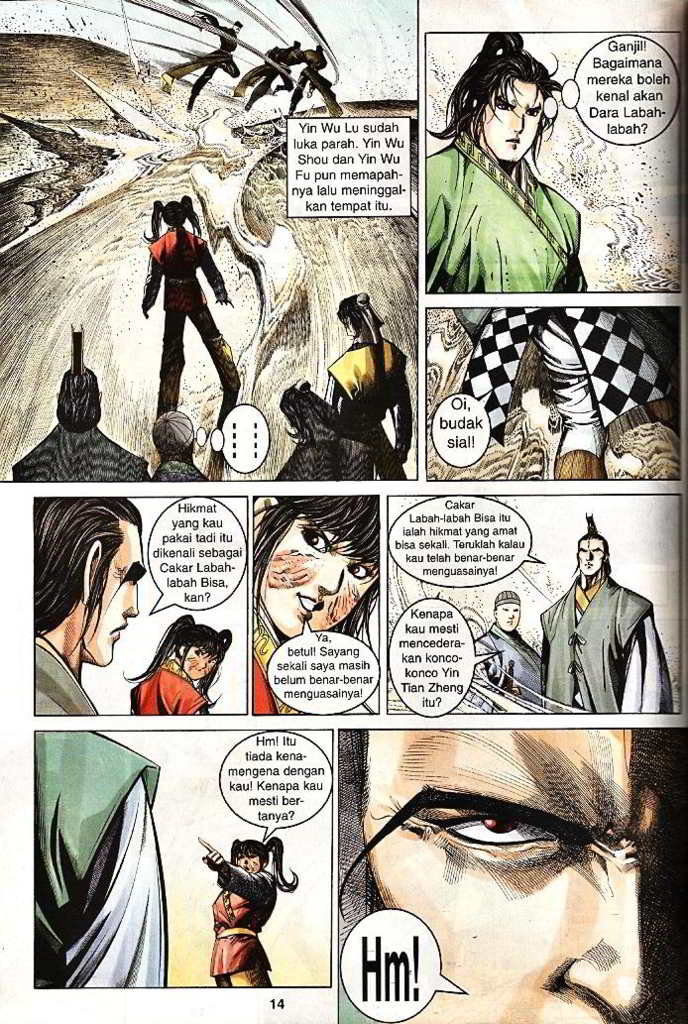 Yin Wu Lu sudah
luka parah. Yin Wu
Shou dan Yin Wu
Fu pun memapah-
nya lalu meninggal-
kan tempat itu.
Ganjil!
Bagaimana
mereka boleh
kenal akan
Dara Labah-
labah?
Oi,
budak
sial!
Hikmat
yang kau
pakai tadi itu
dikenali sebagai
Cakar Labah-
labah Bisa,
kan?
Ya,
betul! Sayang
sekali saya masih
belum benar-benar
menguasainya!
Cakar
Labah-labah Bisa itu
ialah hikmat yang amat
bisa sekali. Teruklah kalau
kau telah benar-benar
menguasainya!
Kenapa
kau mesti
mencedera-
kan konco-
konco Yin
Tian Zheng
itu?
Hm! Itu
tiada kena-
mengena dengan
kau! Kenapa kau
mesti ber-
tanya?
Hm!
14